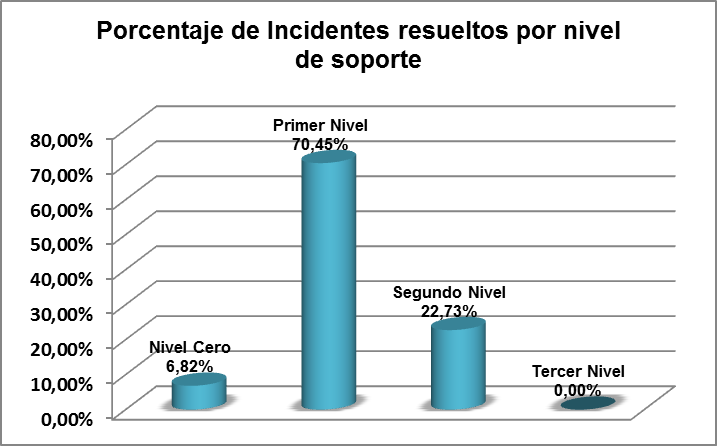 Porcentaje de Incidentes resueltos por nivel
de soporte
80,00%
70,00%
60,00%
50,00%
40,00%
30,00%
20,00%
10,00%
0,00%
Nivel Cero
6,82%
Primer Nivel
70,45%
Segundo Nivel
22,73%
Tercer Nivel
0,00%